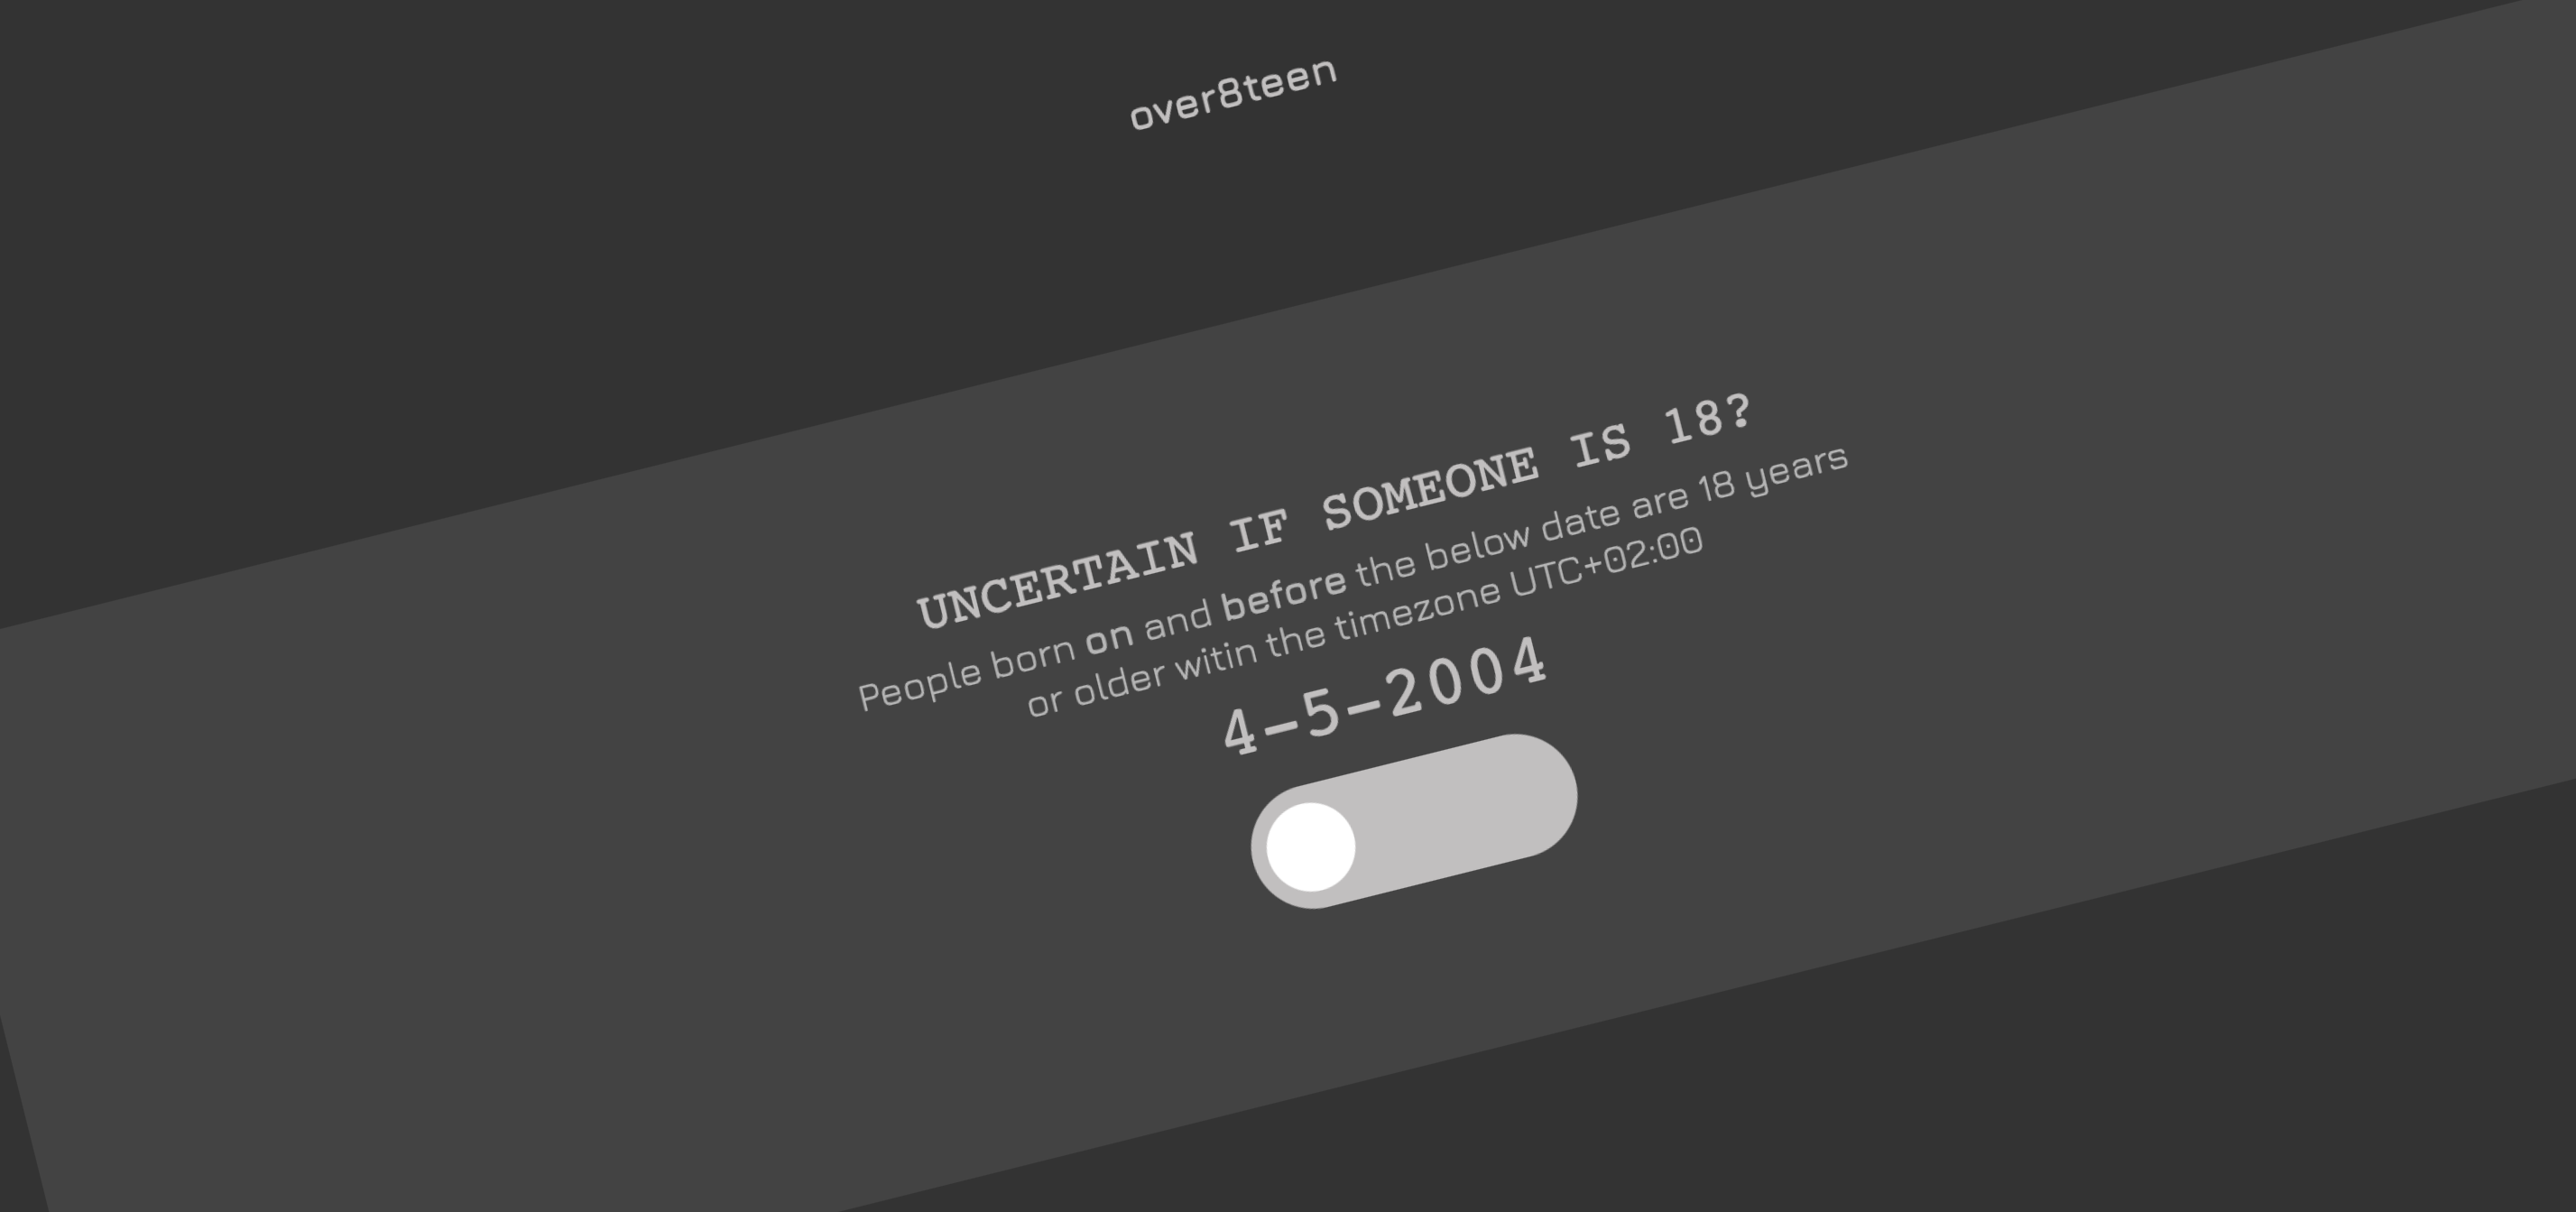 over8teen
UNCERTAIN IF SOMEONE IS 18?
People born on and before the below date are 18 years
or older witin the timezone UTC+02:00
4-5-2004